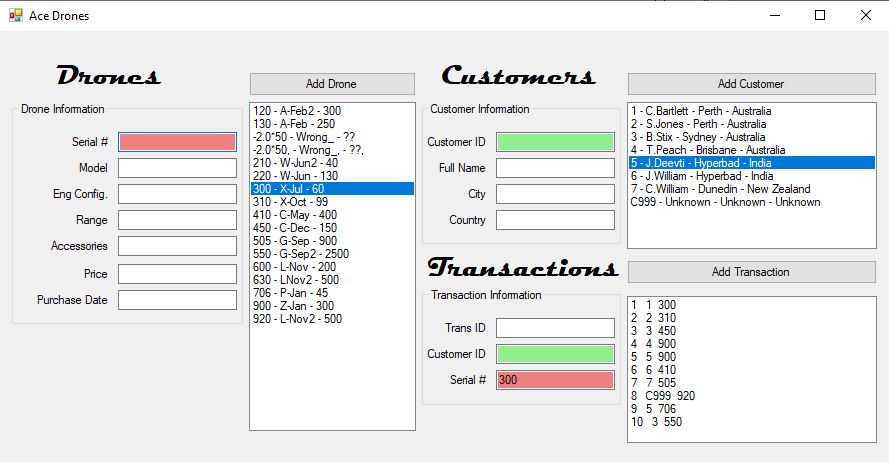 Ace Drones
Drones
Add Drone
Drone Information
Serial #
Model
Eng Config.
Range
Accessories
Price
Purchase Date
120 - A-Feb2 - 300
130 - A-Feb - 250
-2.0*50 - Wrong_ - ??
-2.0*50, - Wrong_, - ??,
210 - W-Jun2 - 40
220 - W-Jun - 130
300 - X-Jul - 60
310 - X-Oct - 99
410 - C-May - 400
450 - C-Dec - 150
505 - G-Sep - 900
550 - G-Sep2 - 2500
600 - L-Nov - 200
630 - LNov2 - 500
706 - P-Jan - 45
900 - Z-Jan - 300
920 - L-Nov2 - 500
Customers
Add Customer
Customer Information
Customer ID
Full Name
City
Country
1 - C.Bartlett - Perth - Australia
2 - S.Jones - Perth - Australia
3 - B.Stix - Sydney - Australia
4 - T.Peach - Brisbane - Australia
5 - J.Deevti - Hyperbad - India
6 - J.William - Hyperbad - India
7 - C.William - Dunedin - New Zealand
C999 - Unknown - Unknown - Unknown
Transactions
Add Transaction
Transaction Information
Trans ID
Customer ID
Serial # 300
1 1 300
2 2 310
3 3 450
4 4 900
5 5 900
6 6 410
7 7 505
8 C999 920
9 5 706
10 3 550